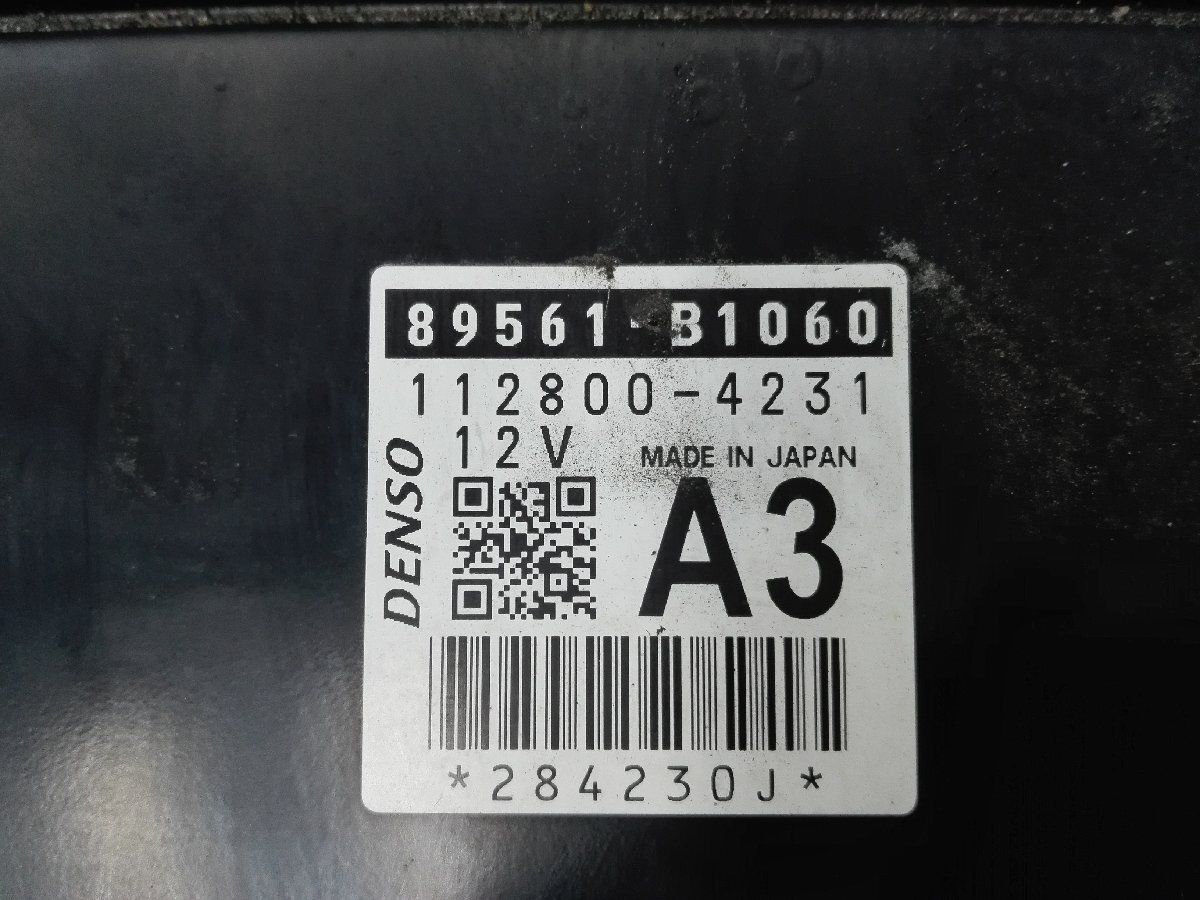 89561-B1060
112800-4231
12V
MADE IN JAPAN
DENSO
A3
*284230J*